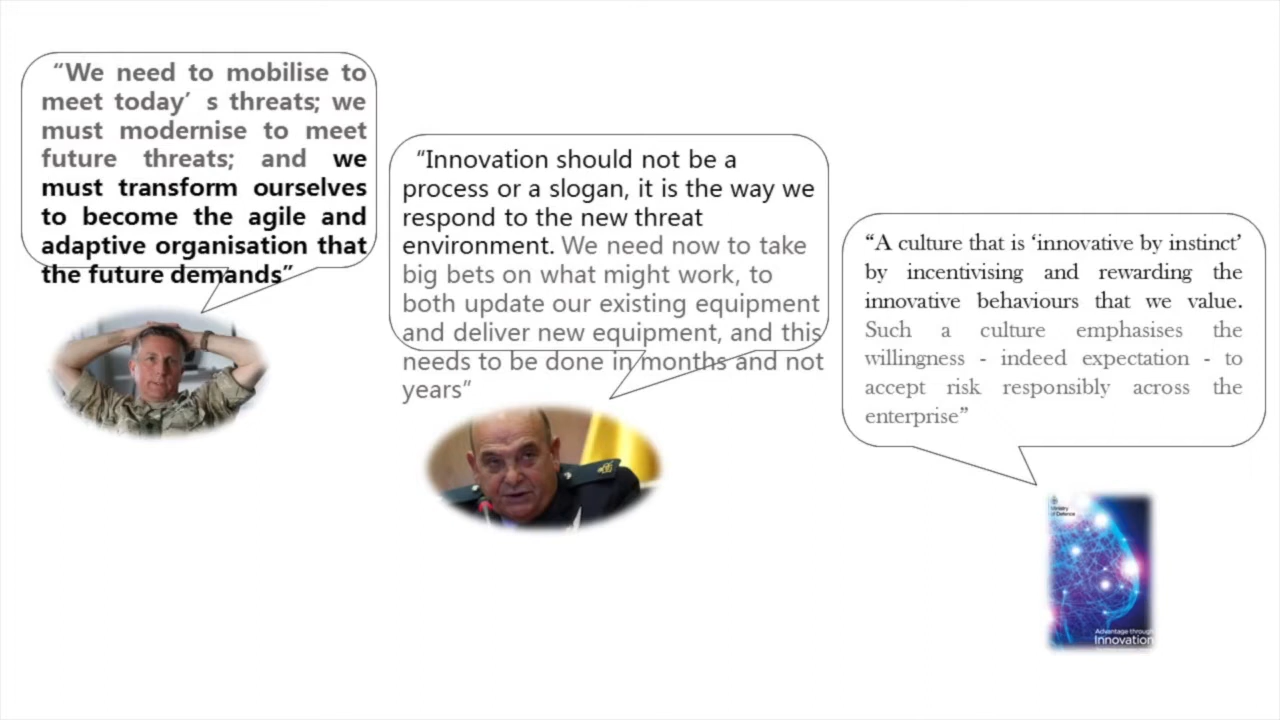 “We need to mobilise to
meet today’ s threats; we
must modernise to meet
future threats; and we
must transform ourselves
to become the agile and
adaptive organisation that
the future demands”
“Innovation should not be a
process or a slogan, it is the way we
respond to the new threat
environment. We need now to take
big bets on what might work, to
both update our existing equipment
and deliver new equipment, and this
needs to be done in months and not
years”
“A culture that is ‘innovative by instinct’
by incentivising and rewarding the
innovative behaviours that we value.
Such a culture emphasises the
willingness - indeed expectation - to
accept risk responsibly across the
enterprise”
Ministry
of Defence
Advantage through
Innovation